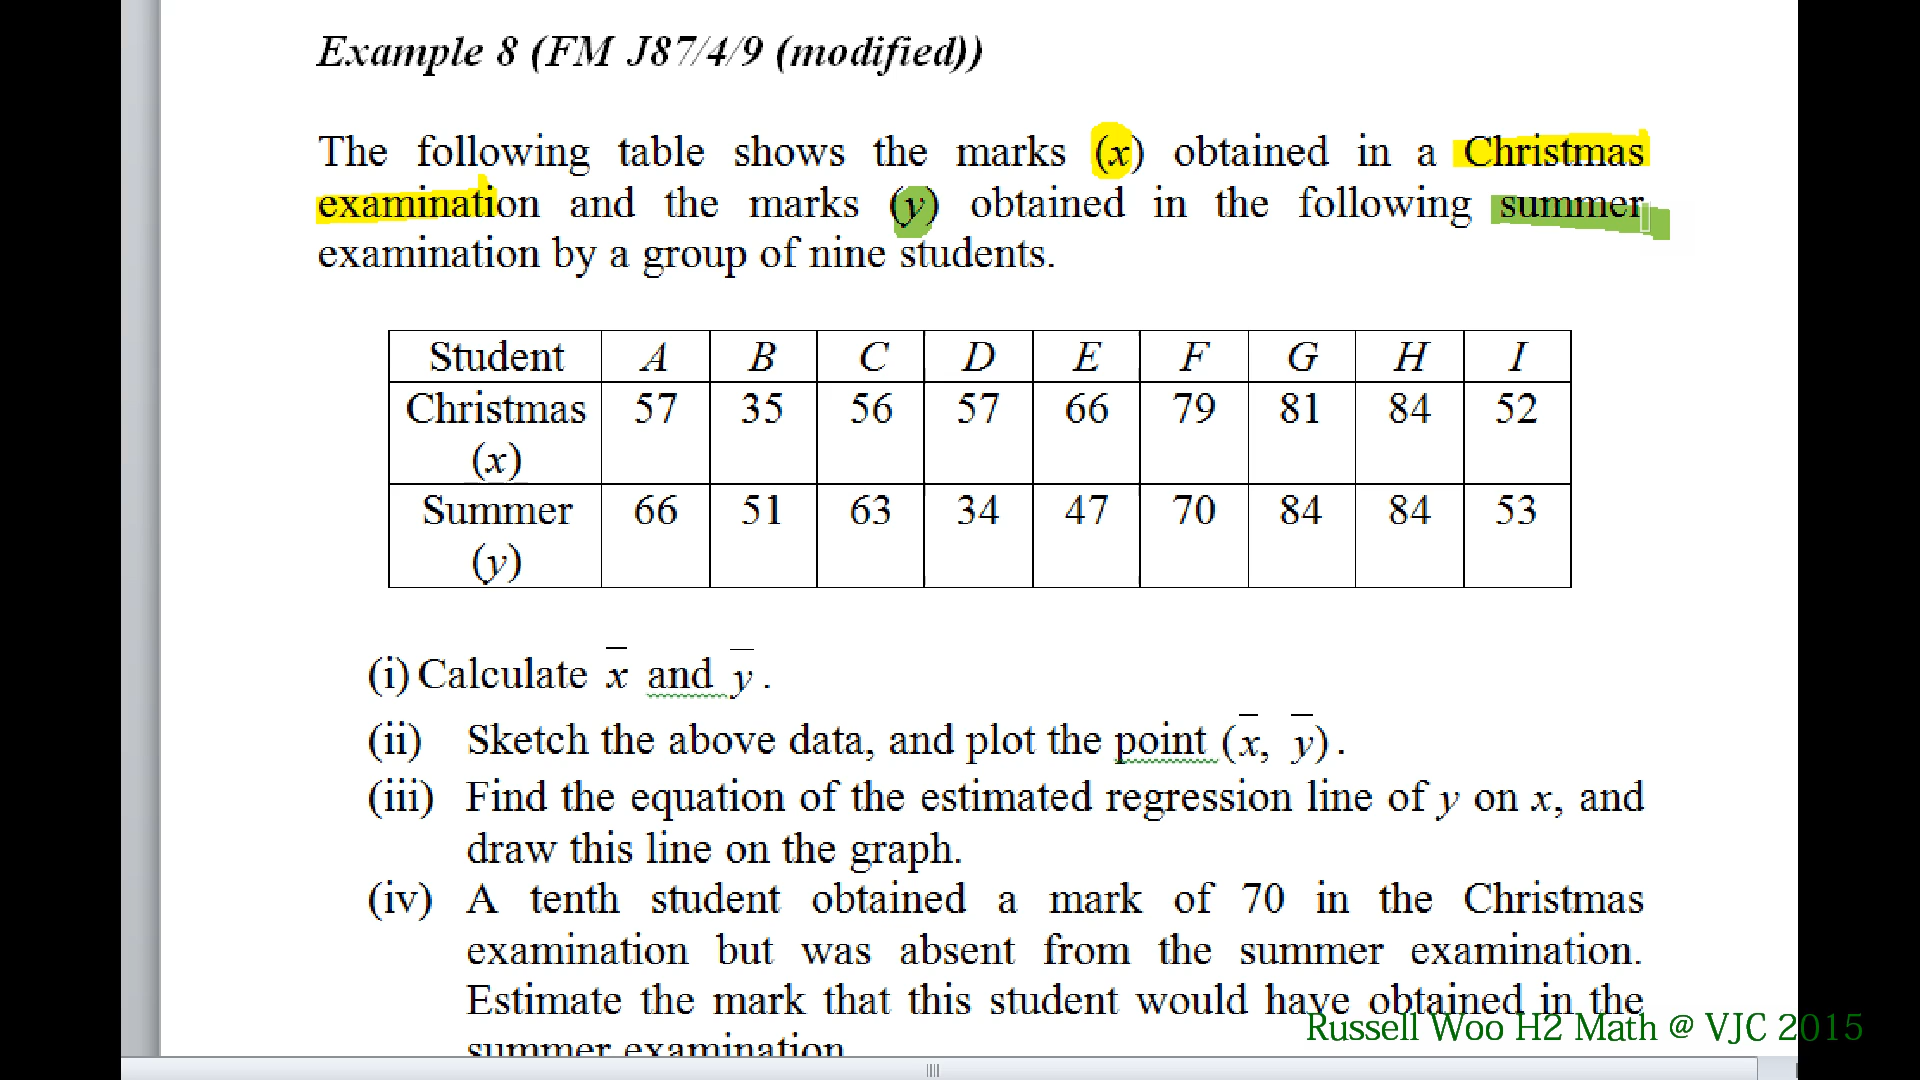 Example 8 (FM J87/4/9 (modified))
The following table shows the marks (x) obtained in a Christmas
examination and the marks (y) obtained in the following summer
examination by a group of nine students.
Student A B C D E F G H I
Christmas (x) 57 35 56 57 66 79 81 84 52
Summer (y) 66 51 63 34 47 70 84 84 53
(i) Calculate x̅ and y̅.
(ii) Sketch the above data, and plot the point (x̅, y̅).
(iii) Find the equation of the estimated regression line of y on x, and
draw this line on the graph.
(iv) A tenth student obtained a mark of 70 in the Christmas
examination but was absent from the summer examination.
Estimate the mark that this student would have obtained in the
summer examination
Russell Woo H2 Math @ VJC 2015